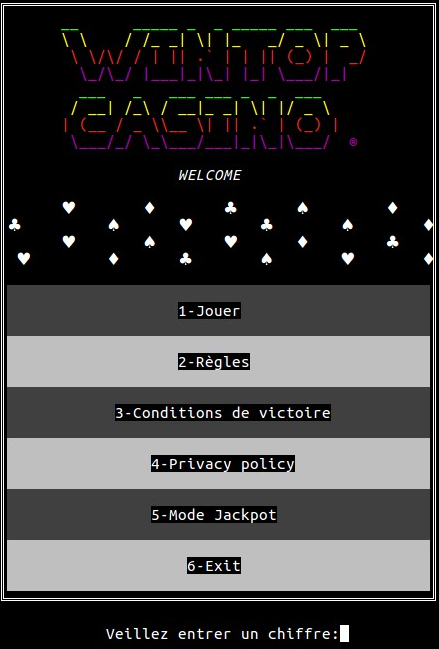 WINTOP
CASINO ®
WELCOME
1-Jouer
2-Règles
3-Conditions de victoire
4-Privacy policy
5-Mode Jackpot
6-Exit
Veillez entrer un chiffre: